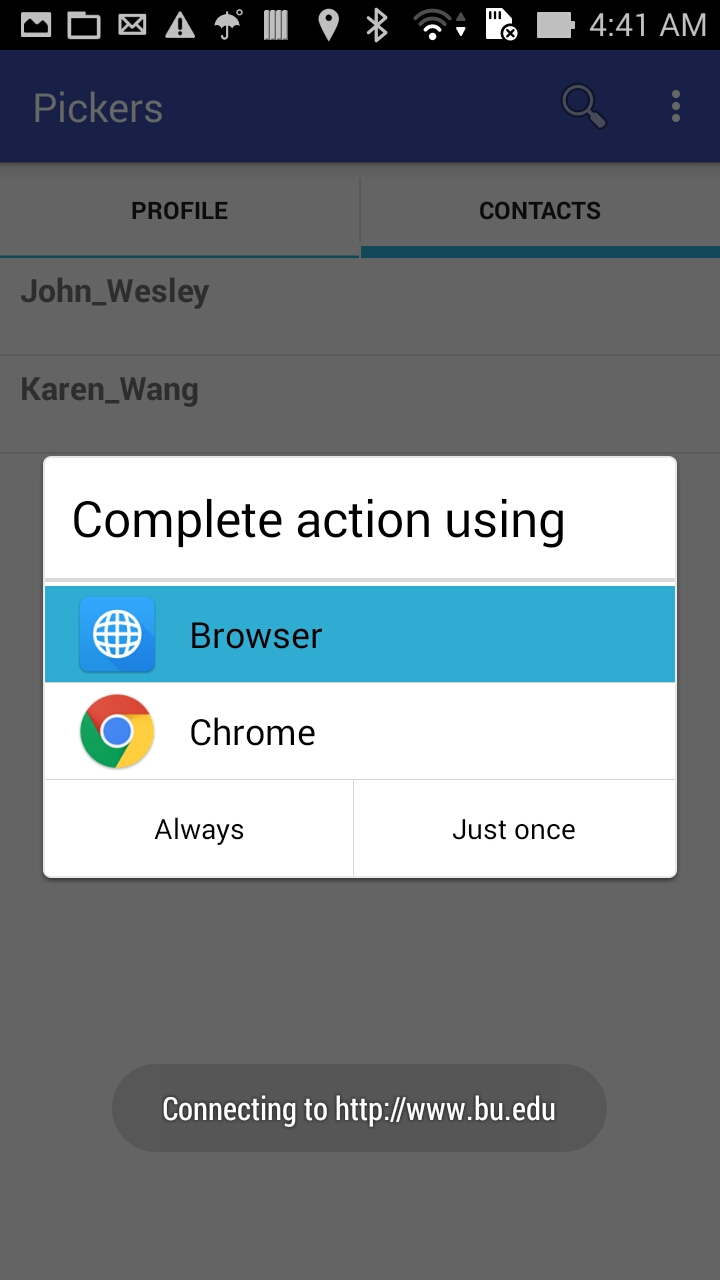 4:41 AM
Pickers
PROFILE
CONTACTS
John_Wesley
Karen_Wang
Complete action using
Browser
Chrome
Always
Just once
Connecting to http://www.bu.edu